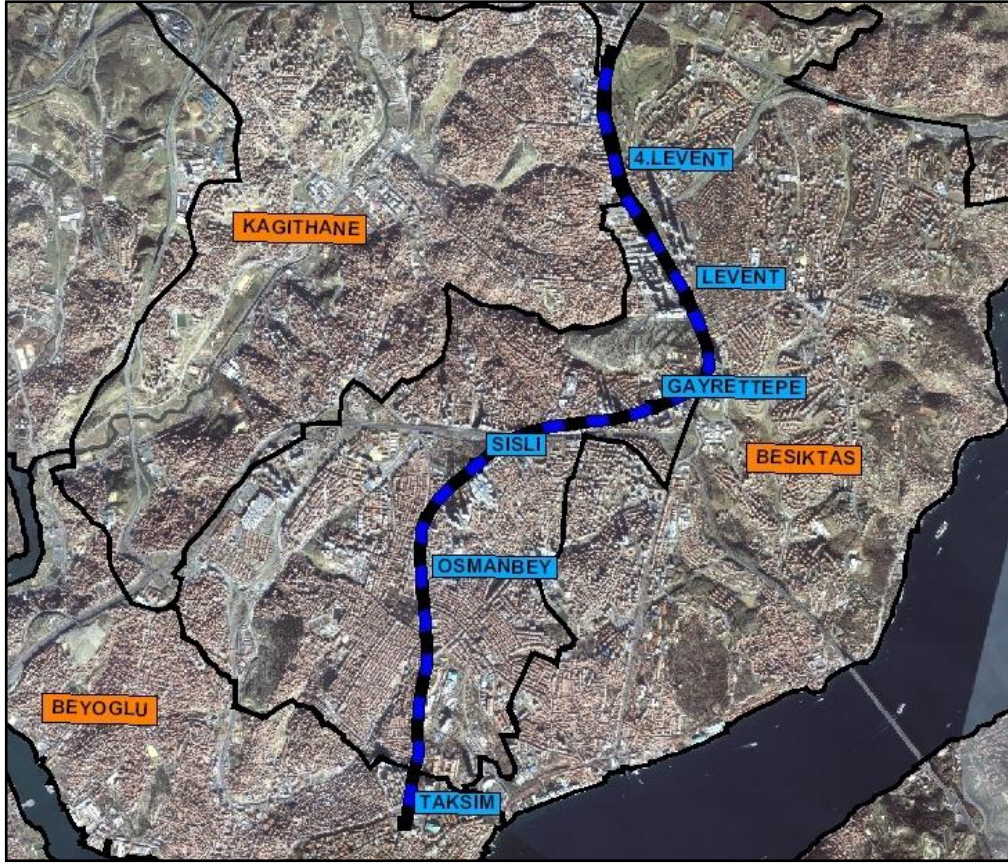 4.LEVENT
KAGITHANE
LEVENT
GAYRETTEPE
SISLI
BESIKTAS
OSMANBEY
BEYOGLU
TAKSIM